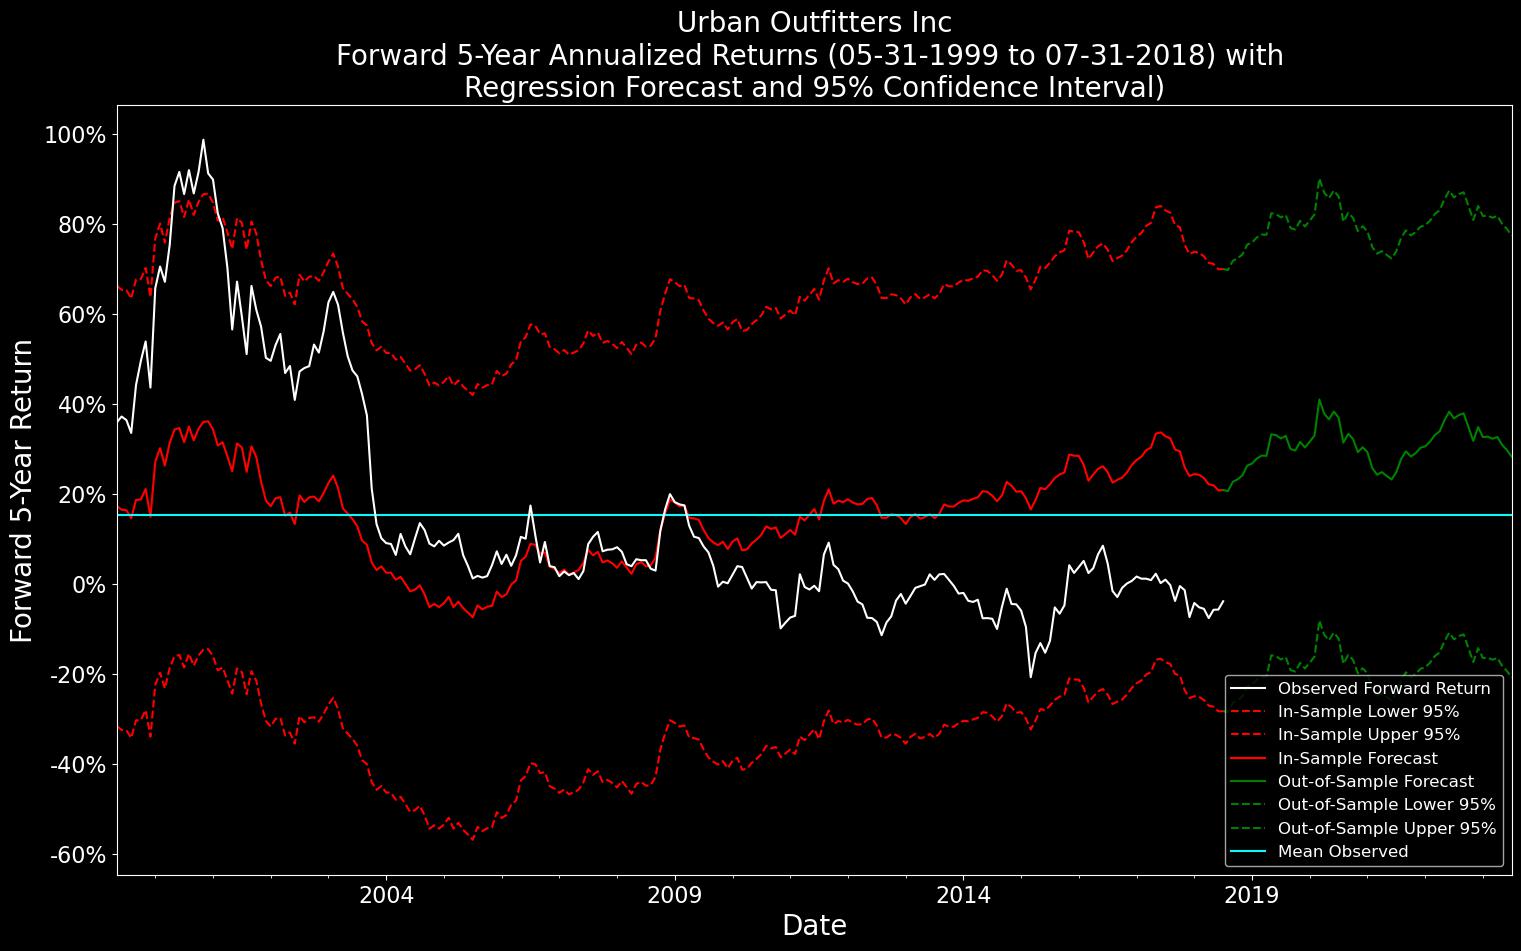 Urban Outfitters Inc
Forward 5-Year Annualized Returns (05-31-1999 to 07-31-2018) with
Regression Forecast and 95% Confidence Interval)
Forward 5-Year Return
100%
80%
60%
40%
20%
0%
-20%
-40%
-60%
Observed Forward Return
In-Sample Lower 95%
In-Sample Upper 95%
In-Sample Forecast
Out-of-Sample Forecast
Out-of-Sample Lower 95%
Out-of-Sample Upper 95%
Mean Observed
2004 2009 2014 2019
Date